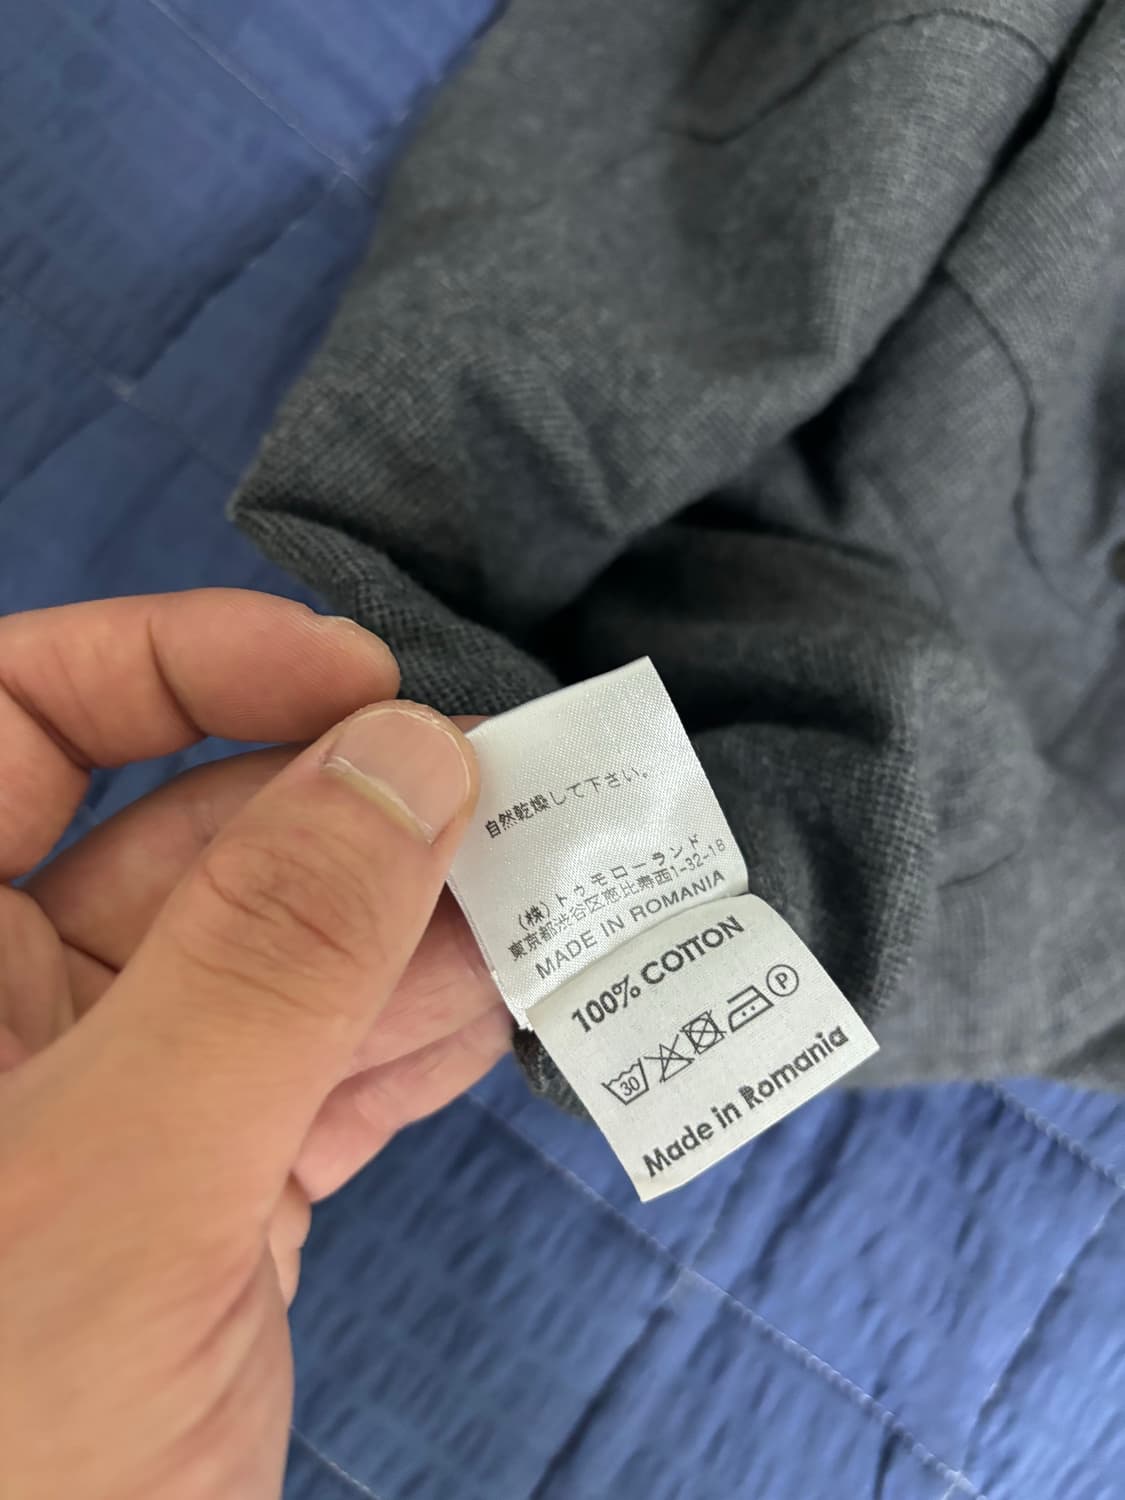 自然乾燥して下さい。
(株)トゥモローランド
東京都渋谷区恵比寿西1-32-18
MADE IN ROMANIA
100% COTTON
30 P
Made in Romania